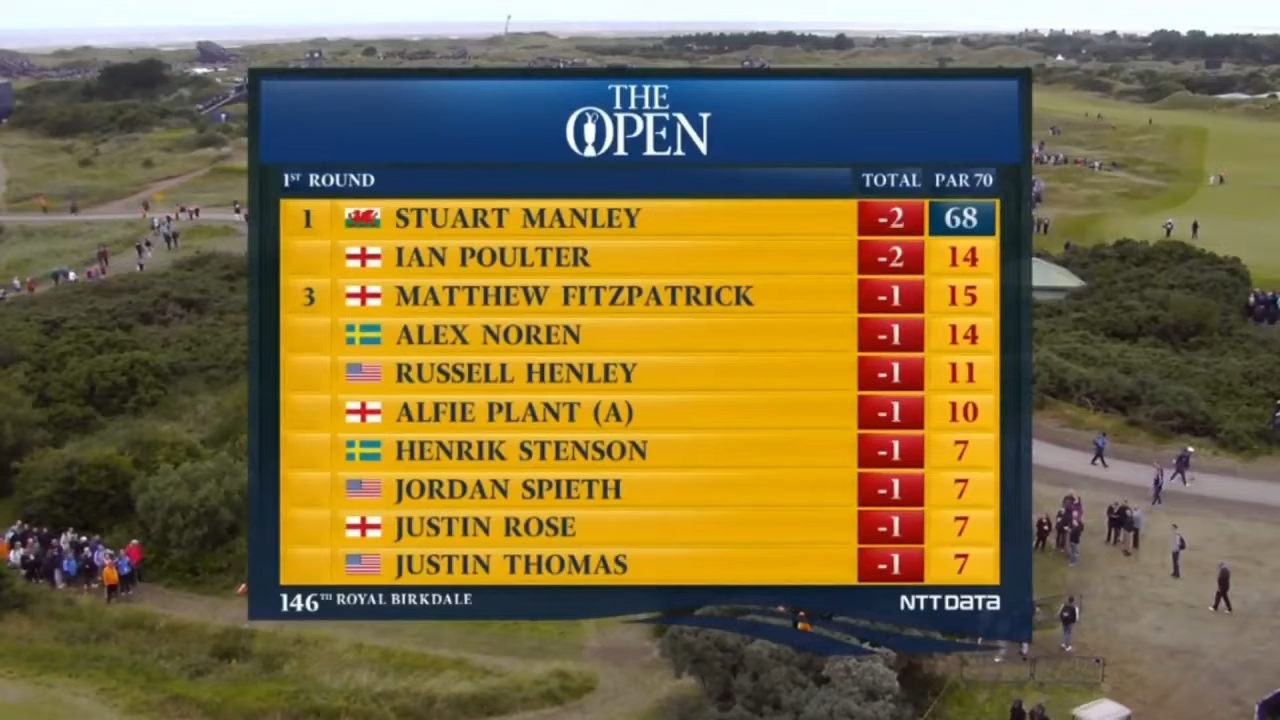 THE
OPEN
1ST ROUND TOTAL PAR 70
1 STUART MANLEY -2 68
IAN POULTER -2 14
3 MATTHEW FITZPATRICK -1 15
ALEX NOREN -1 14
RUSSELL HENLEY -1 11
ALFIE PLANT (A) -1 10
HENRIK STENSON -1 7
JORDAN SPIETH -1 7
JUSTIN ROSE -1 7
JUSTIN THOMAS -1 7
146TH ROYAL BIRKDALE NTT DATA